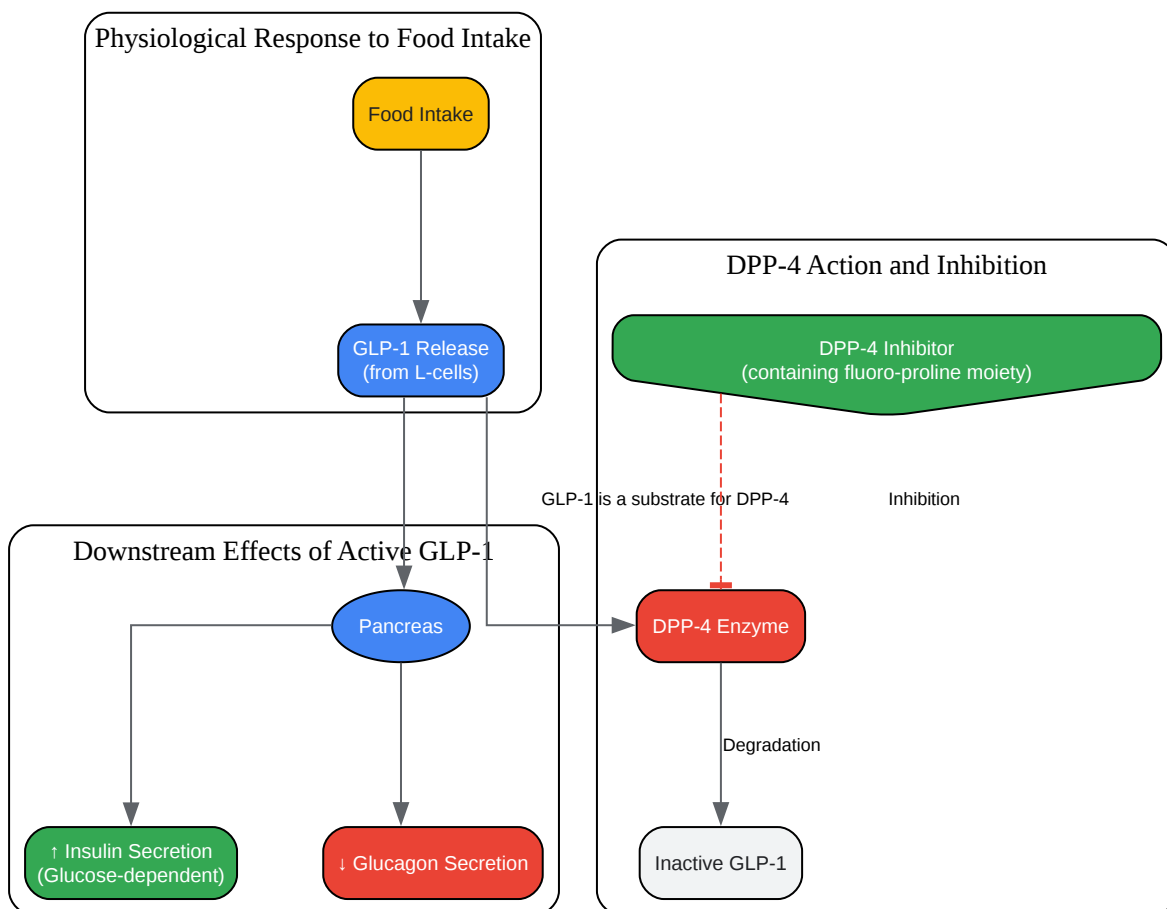 Physiological Response to Food Intake
Food Intake
GLP-1 Release
(from L-cells)
DPP-4 Action and Inhibition
DPP-4 Inhibitor
(containing fluoro-proline moiety)
GLP-1 is a substrate for DPP-4
Inhibition
Downstream Effects of Active GLP-1
Pancreas
DPP-4 Enzyme
Degradation
↑ Insulin Secretion
(Glucose-dependent)
↓ Glucagon Secretion
Inactive GLP-1